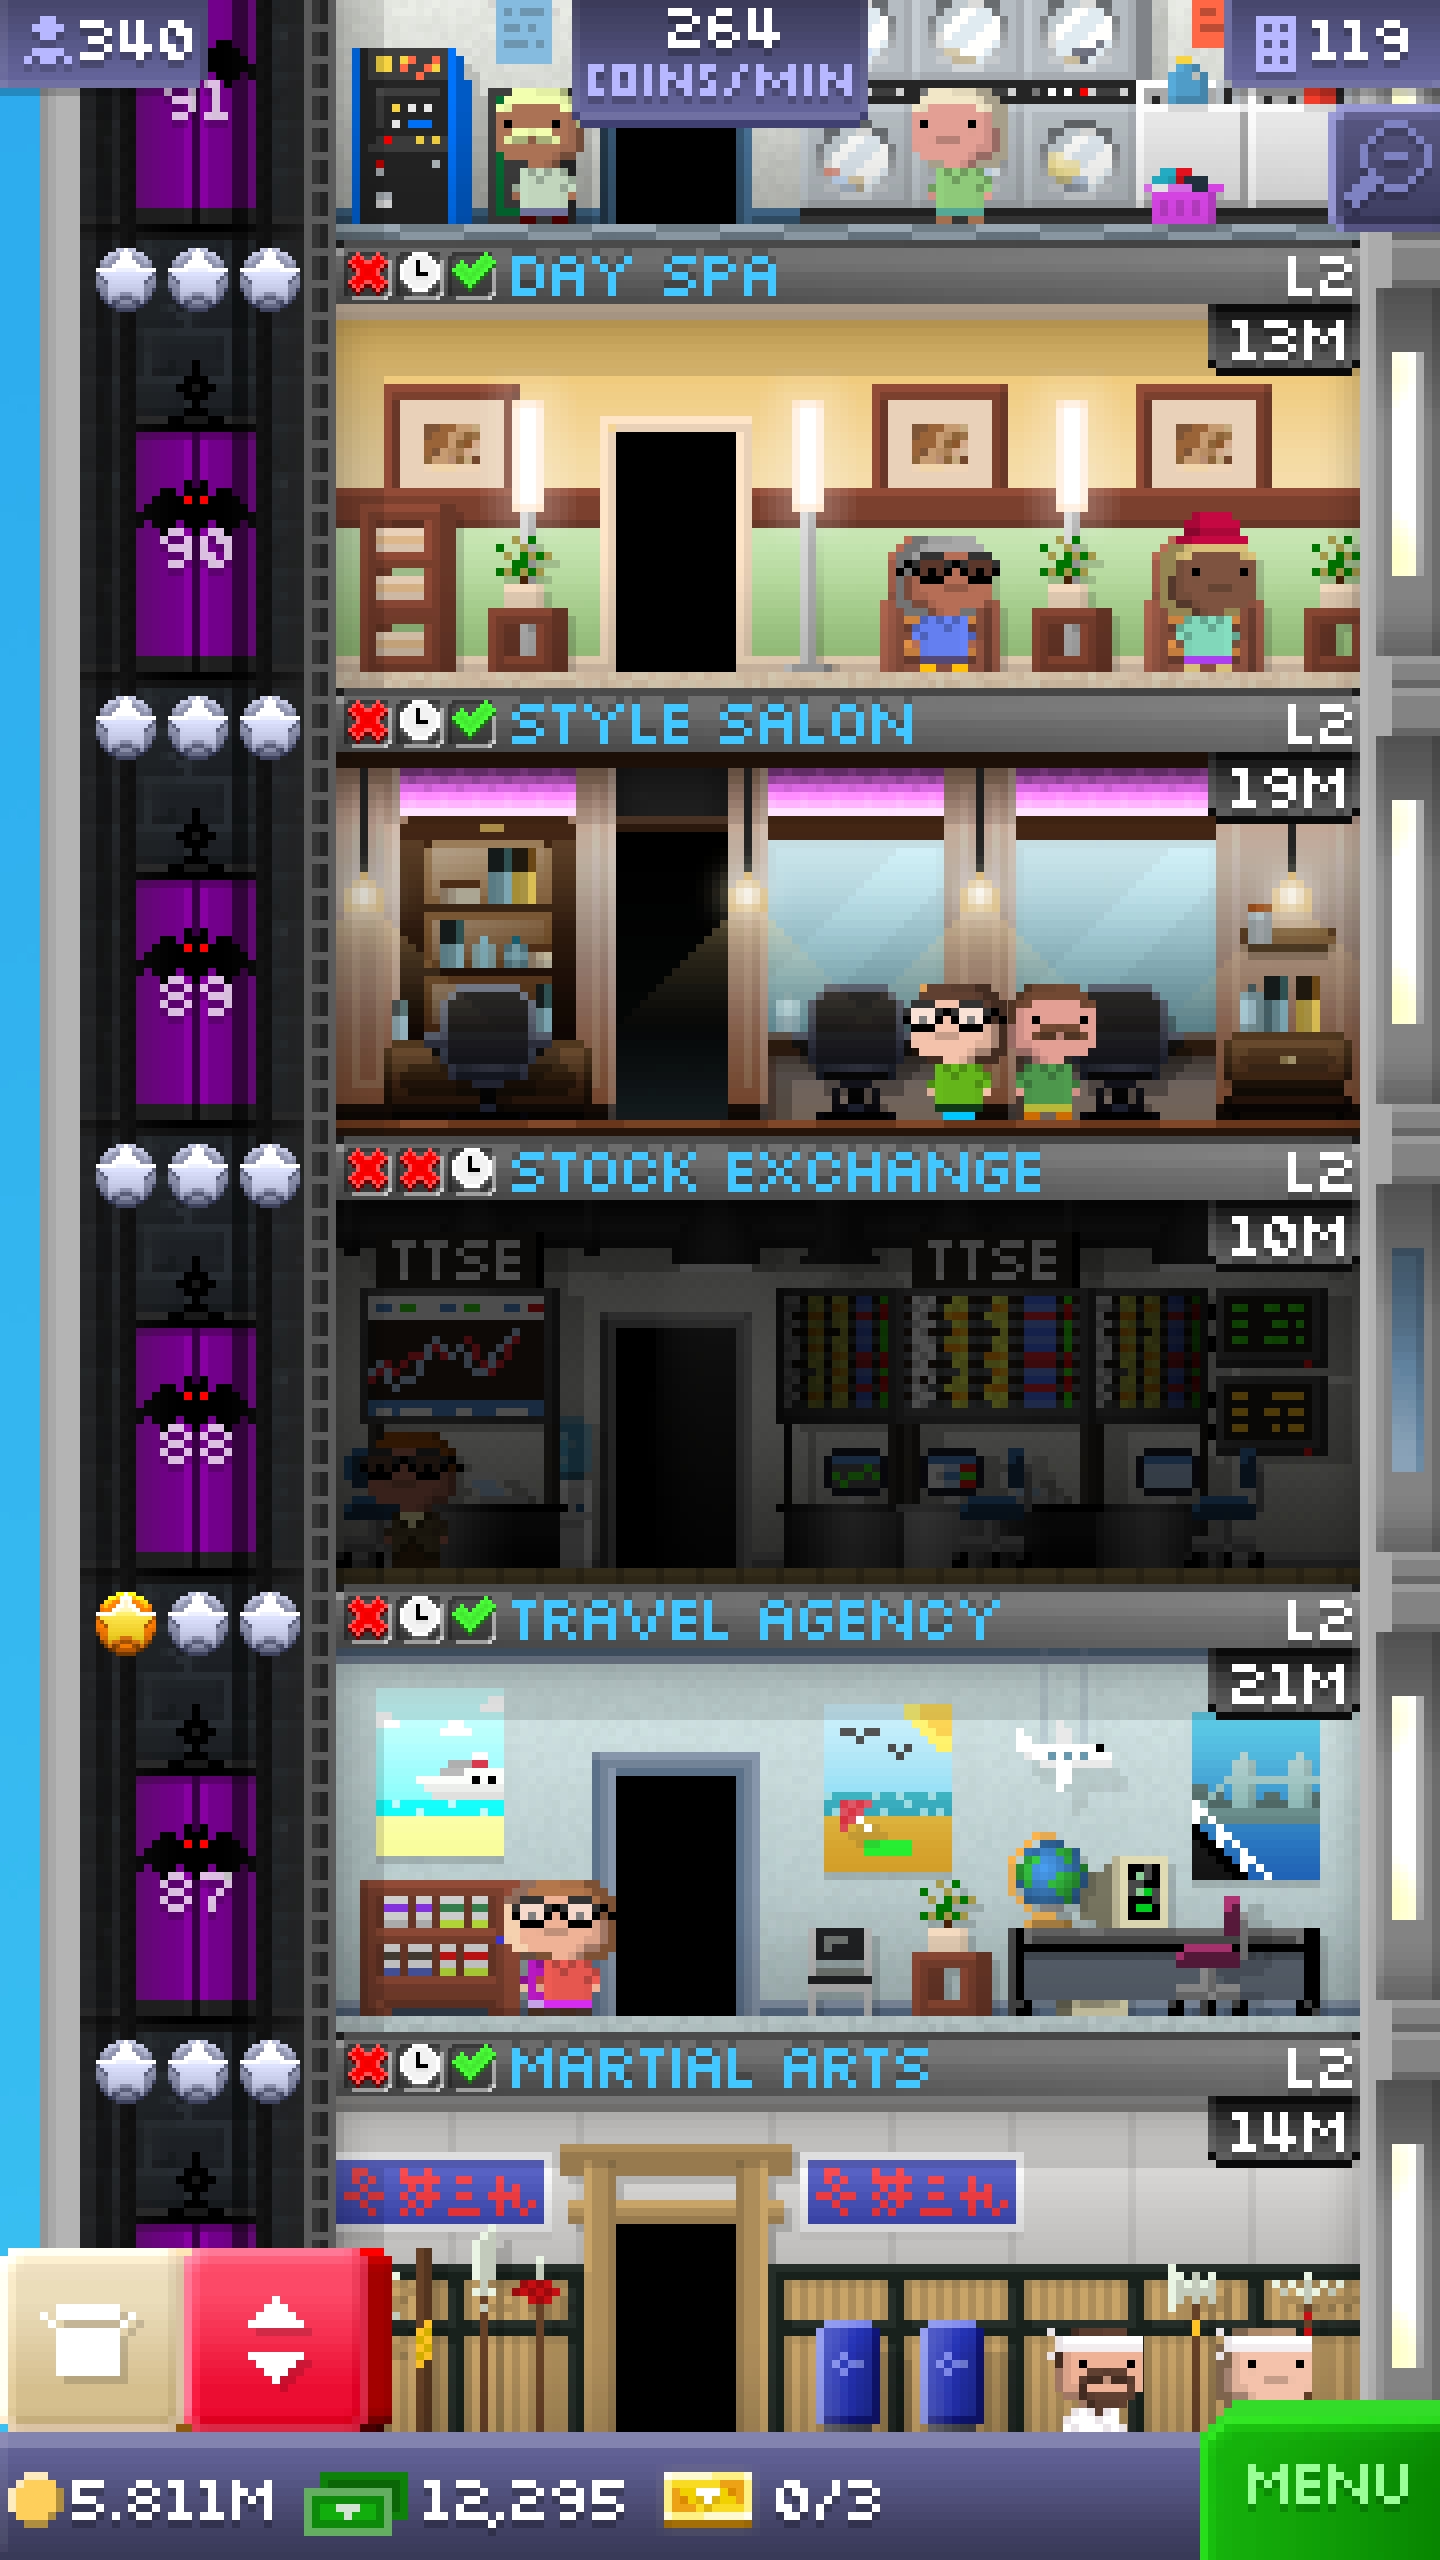 340
264
COINS/MIN
119
91
DAY SPA L2
13M
90
STYLE SALON L2
19M
89
STOCK EXCHANGE L2
10M
TTSE TTSE
88
TRAVEL AGENCY L2
21M
87
MARTIAL ARTS L2
14M
5.811M 12,295 0/3
MENU